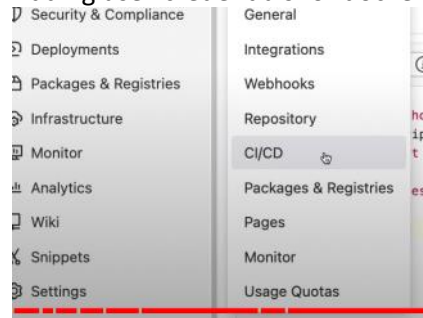 Security & Compliance
Deployments
Packages & Registries
Infrastructure
Monitor
Analytics
Wiki
Snippets
Settings
General
Integrations
Webhooks
Repository
CI/CD
Packages & Registries
Pages
Monitor
Usage Quotas